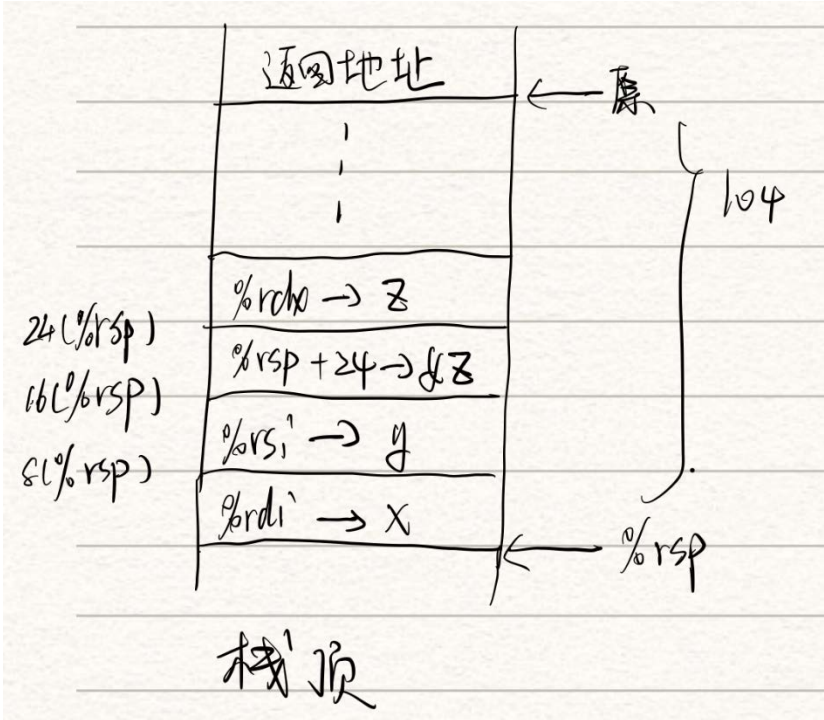 返回地址
← 原
104
%rdx → z
24(%rsp)
%rsp + 24 → &z
16(%rsp)
%rsi → y
8(%rsp)
%rdi → x
← %rsp
栈顶